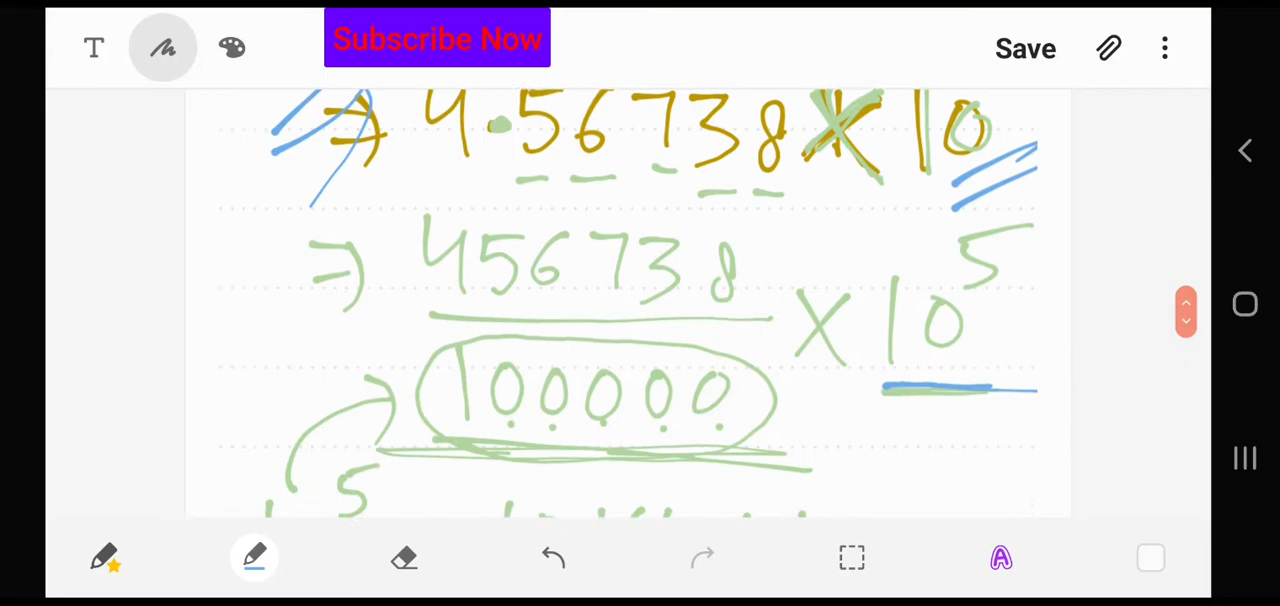 T
Subscribe Now
Save
⇒ 4.56738 X 10
⇒ 456738
X 10⁵
100000
5
A